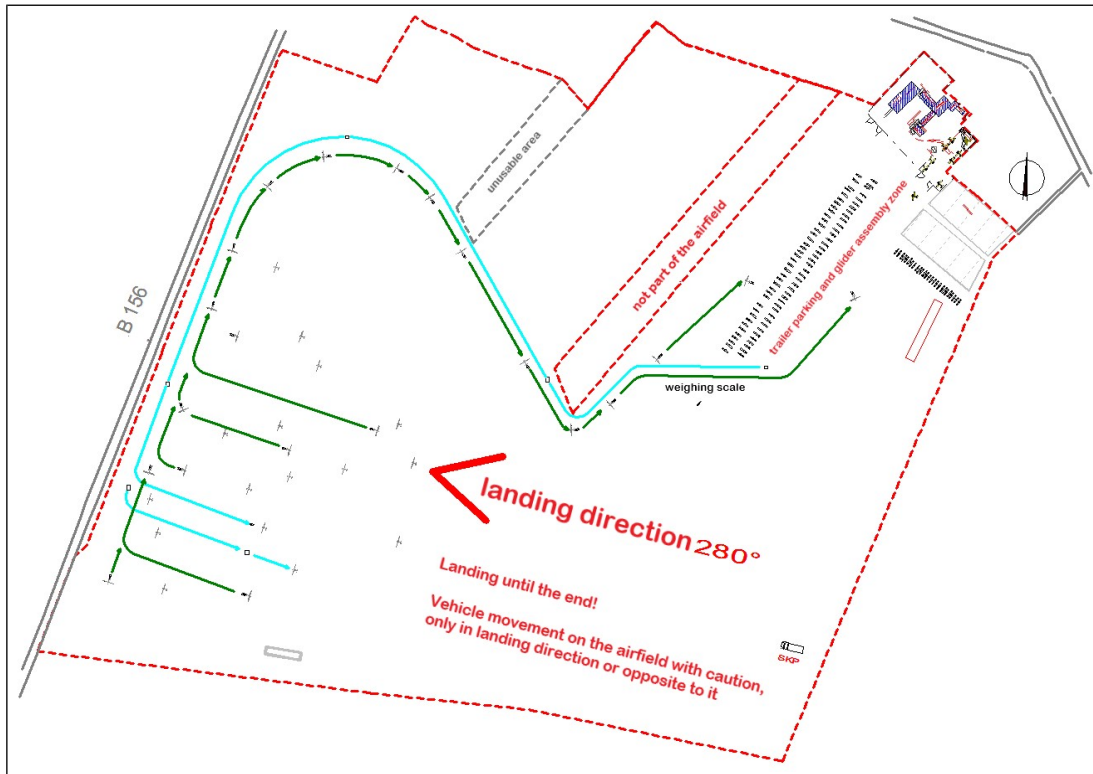 B 156
unusable area
not part of the airfield
trailer parking and glider assembly zone
weighing scale
landing direction 280°
Landing until the end!
Vehicle movement on the airfield with caution,
only in landing direction or opposite to it
SKP